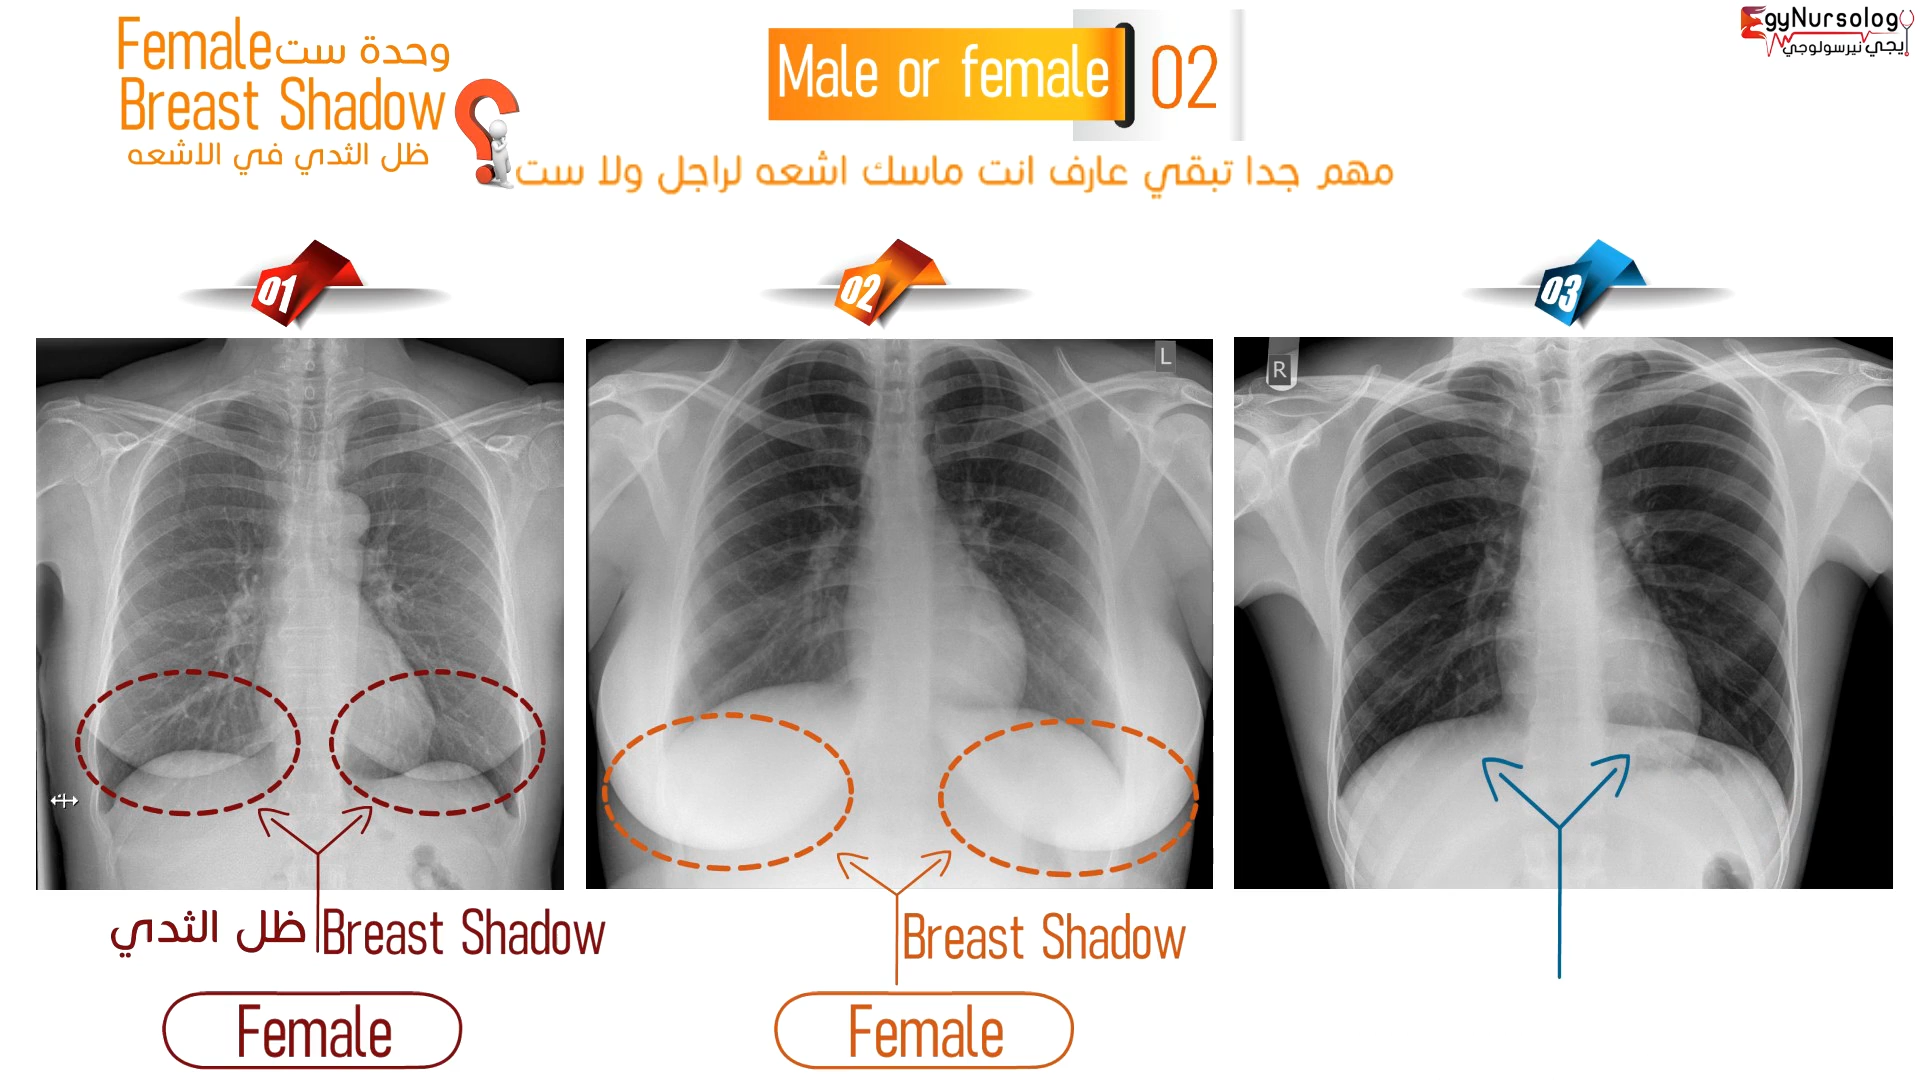 Female وحدة ست
Breast Shadow
ظل الثدي في الاشعه
Male or female
02
EgyNursology
إيجي نيرسولوجي
مهم جدا تبقي عارف انت ماسك اشعه لراجل ولا ست
01
02
03
L
R
ظل الثدي Breast Shadow
Breast Shadow
Female
Female